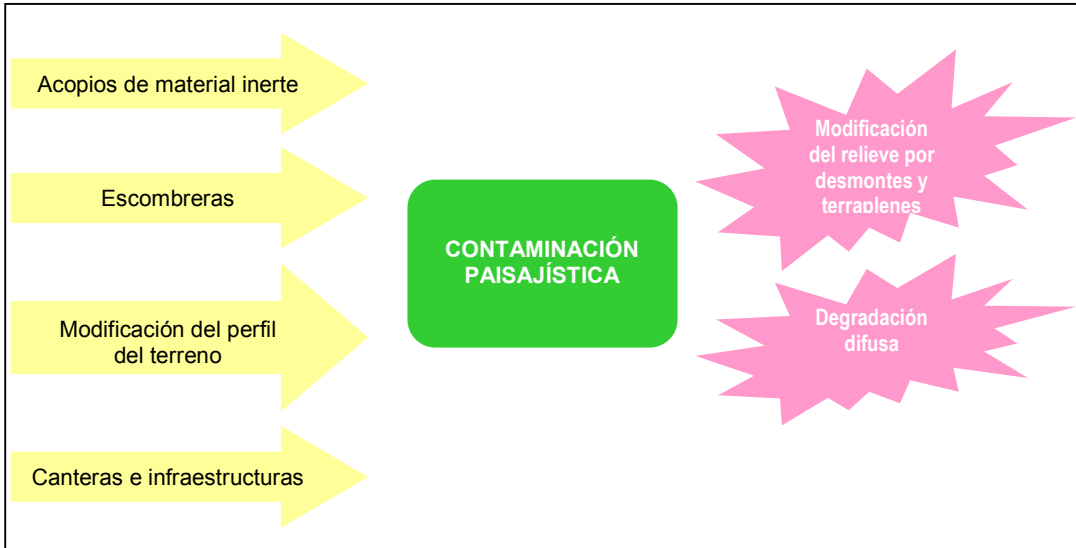 Acopios de material inerte
Escombreras
Modificación del perfil
del terreno
Canteras e infraestructuras
CONTAMINACIÓN
PAISAJÍSTICA
Modificación
del relieve por
desmontes y
terraplenes
Degradación
difusa